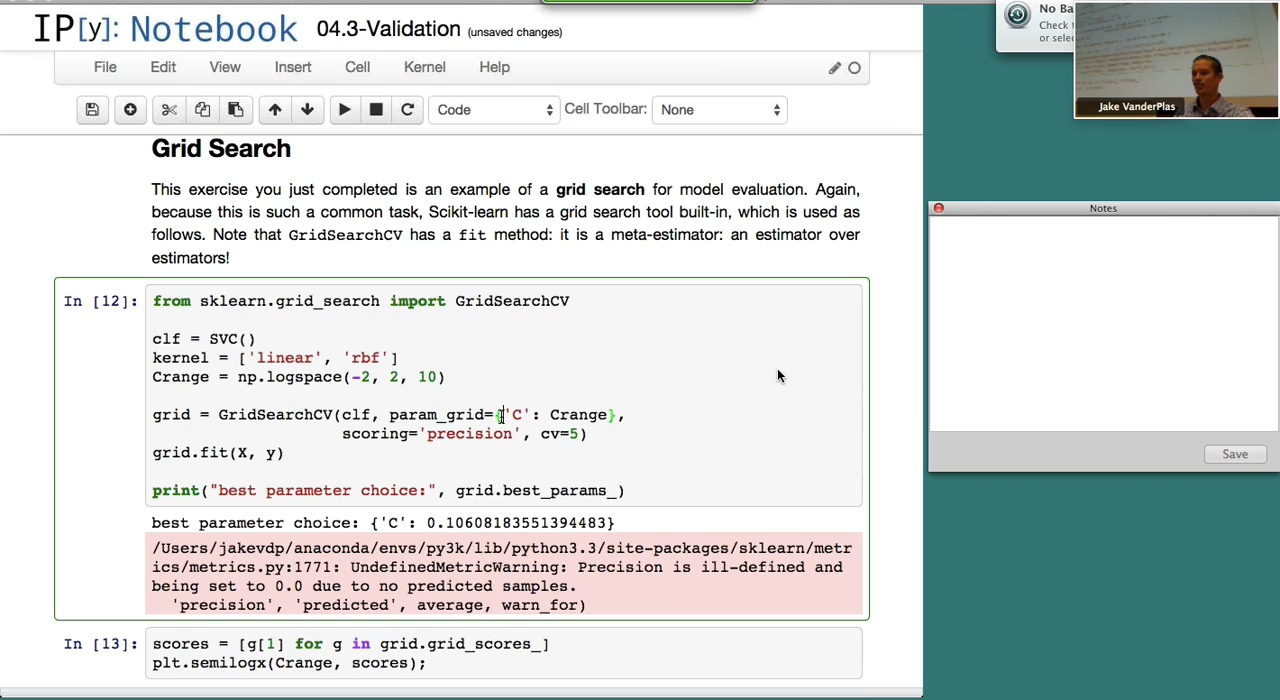 IP[y]: Notebook 04.3-Validation (unsaved changes)
No Ba
Check t
or selec
Jake VanderPlas
File Edit View Insert Cell Kernel Help
Code Cell Toolbar: None
Grid Search
This exercise you just completed is an example of a grid search for model evaluation. Again,
because this is such a common task, Scikit-learn has a grid search tool built-in, which is used as
follows. Note that GridSearchCV has a fit method: it is a meta-estimator: an estimator over
estimators!
In [12]: from sklearn.grid_search import GridSearchCV
clf = SVC()
kernel = ['linear', 'rbf']
Crange = np.logspace(-2, 2, 10)
grid = GridSearchCV(clf, param_grid={'C': Crange},
scoring='precision', cv=5)
grid.fit(X, y)
print("best parameter choice:", grid.best_params_)
best parameter choice: {'C': 0.10608183551394483}
/Users/jakevdp/anaconda/envs/py3k/lib/python3.3/site-packages/sklearn/metr
ics/metrics.py:1771: UndefinedMetricWarning: Precision is ill-defined and
being set to 0.0 due to no predicted samples.
'precision', 'predicted', average, warn_for)
In [13]: scores = [g[1] for g in grid.grid_scores_]
plt.semilogx(Crange, scores);
Notes
Save